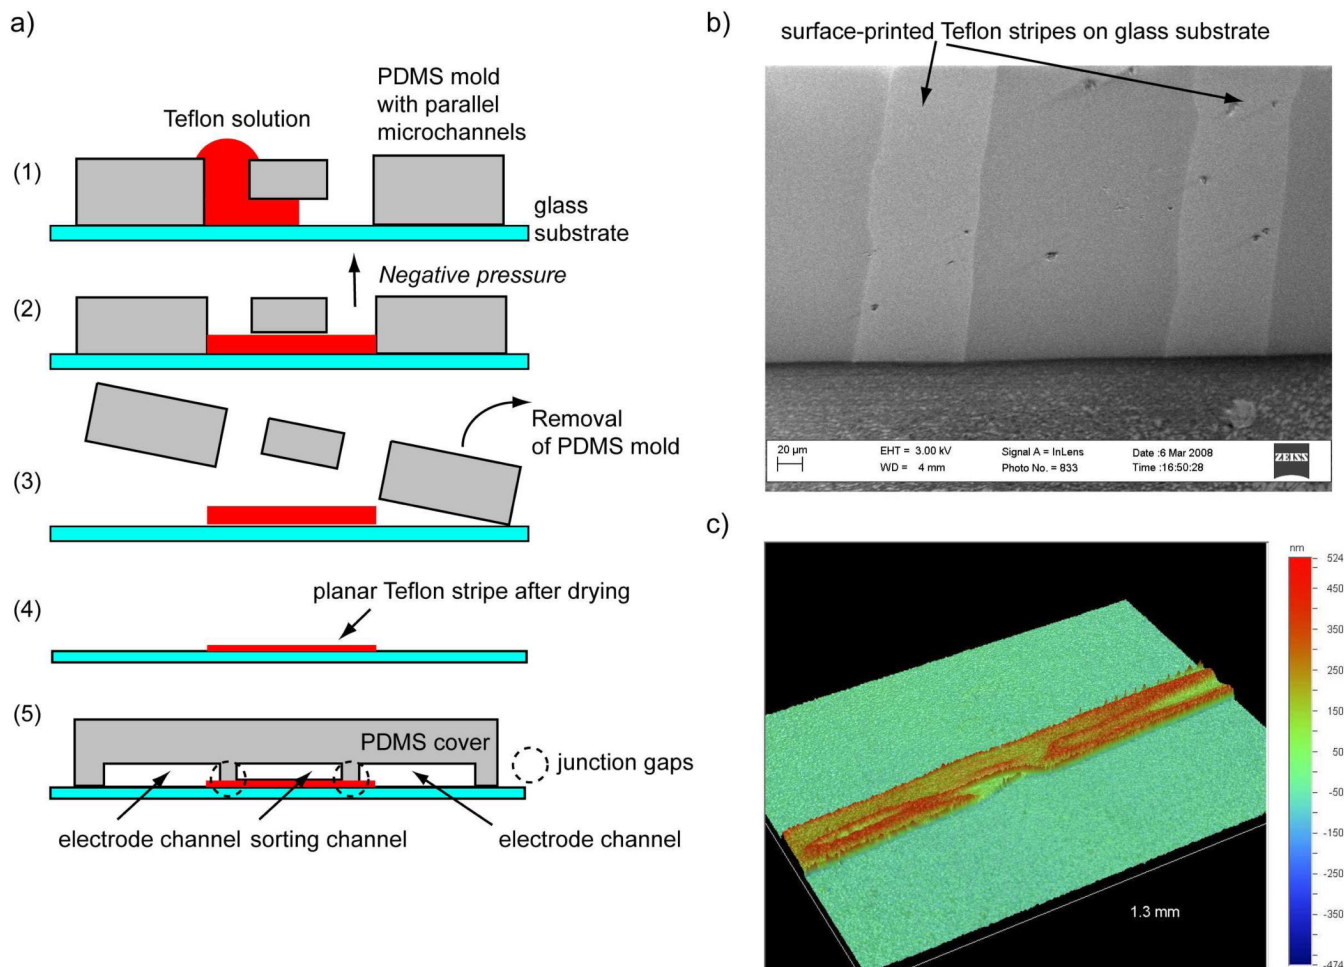 a)
Teflon solution
PDMS mold
with parallel
microchannels
(1)
glass
substrate
Negative pressure
(2)
Removal
of PDMS mold
(3)
planar Teflon stripe after drying
(4)
(5)
PDMS cover
junction gaps
electrode channel
sorting channel
electrode channel
b)
surface-printed Teflon stripes on glass substrate
20 µm
EHT = 3.00 kV
WD = 4 mm
Signal A = InLens
Photo No. = 833
Date :6 Mar 2008
Time :16:50:28
ZEISS
c)
nm
524
450
350
250
150
50
-50
-150
-250
-350
-474
1.3 mm